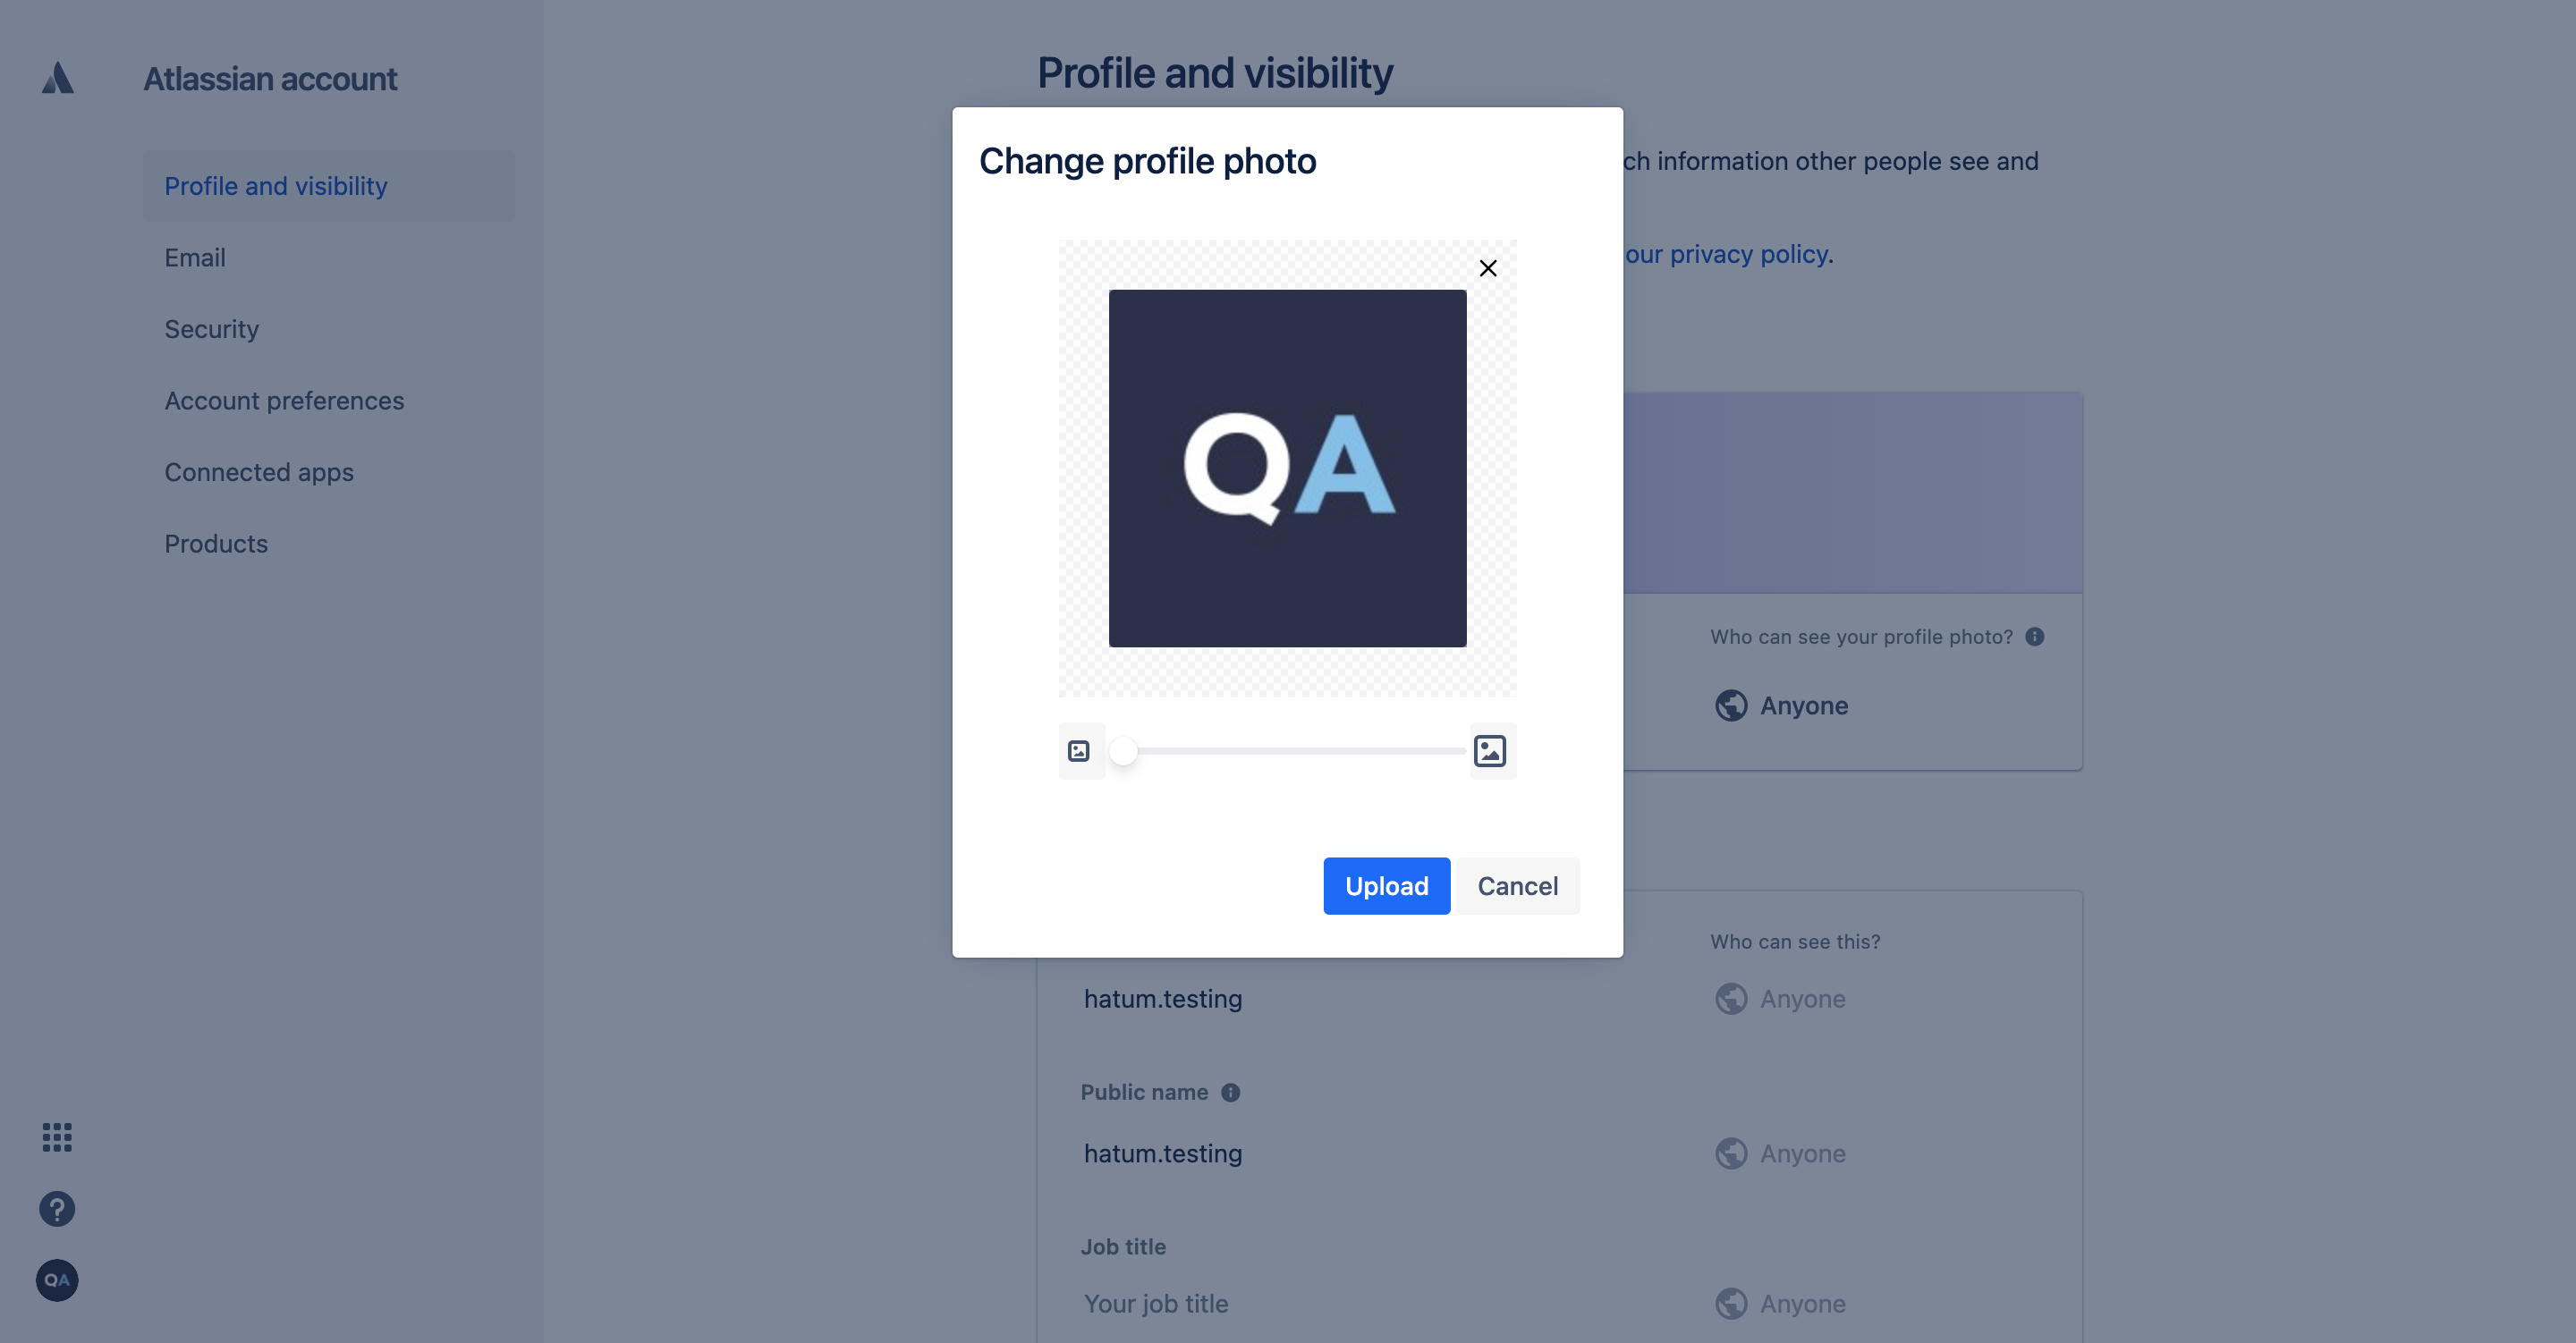 Atlassian account
Profile and visibility
Email
Security
Account preferences
Connected apps
Products
QA
Profile and visibility
ch information other people see and
our privacy policy.
Who can see your profile photo?
Anyone
Change profile photo
QA
Upload
Cancel
Who can see this?
hatum.testing
Anyone
Public name
hatum.testing
Anyone
Job title
Your job title
Anyone